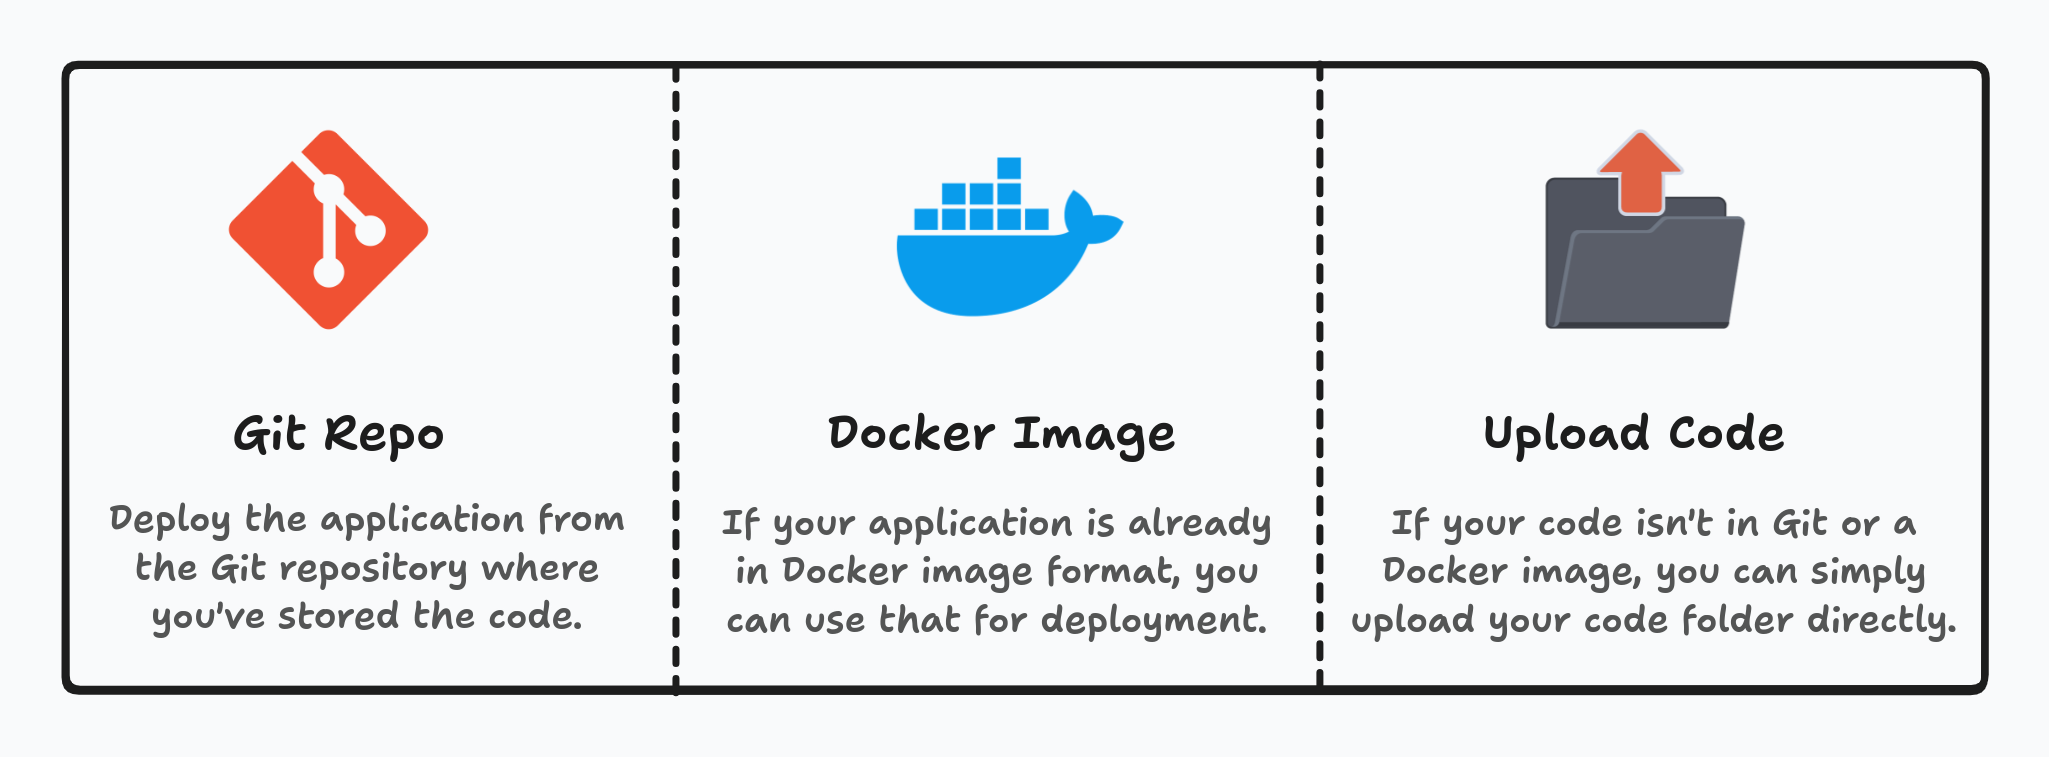 Git Repo
Deploy the application from
the Git repository where
you've stored the code.
Docker Image
If your application is already
in Docker image format, you
can use that for deployment.
Upload Code
If your code isn't in Git or a
Docker image, you can simply
upload your code folder directly.